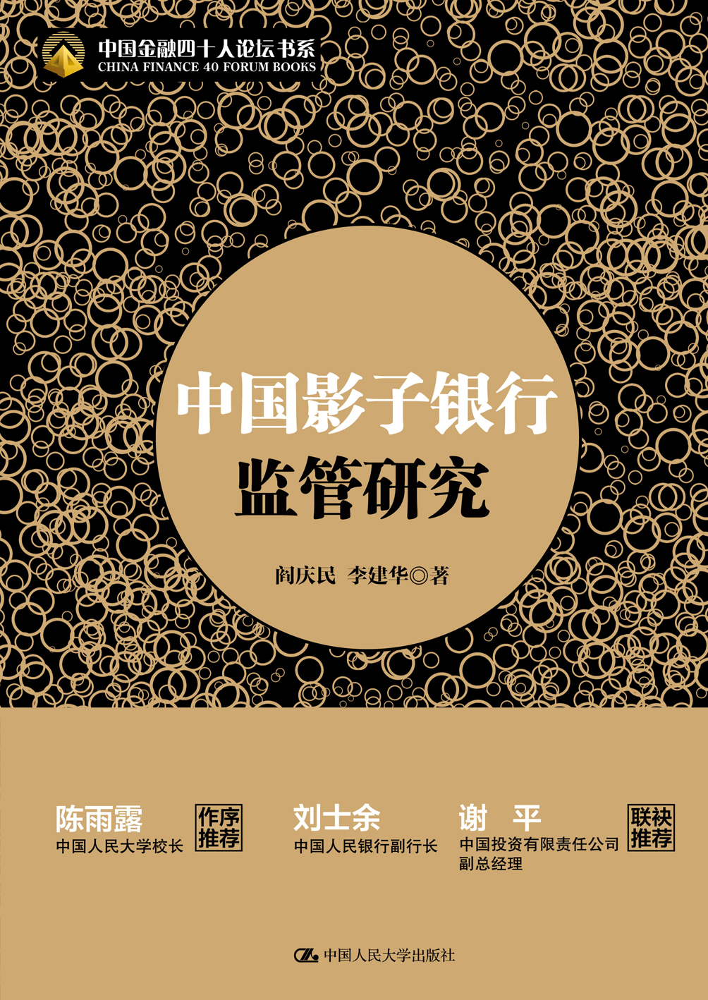 中国金融四十人论坛书系
CHINA FINANCE 40 FORUM BOOKS
中国影子银行
监管研究
阎庆民 李建华◎著
陈雨露
中国人民大学校长
作序
推荐
刘士余
中国人民银行副行长
谢 平
中国投资有限责任公司
副总经理
联袂
推荐
中国人民大学出版社